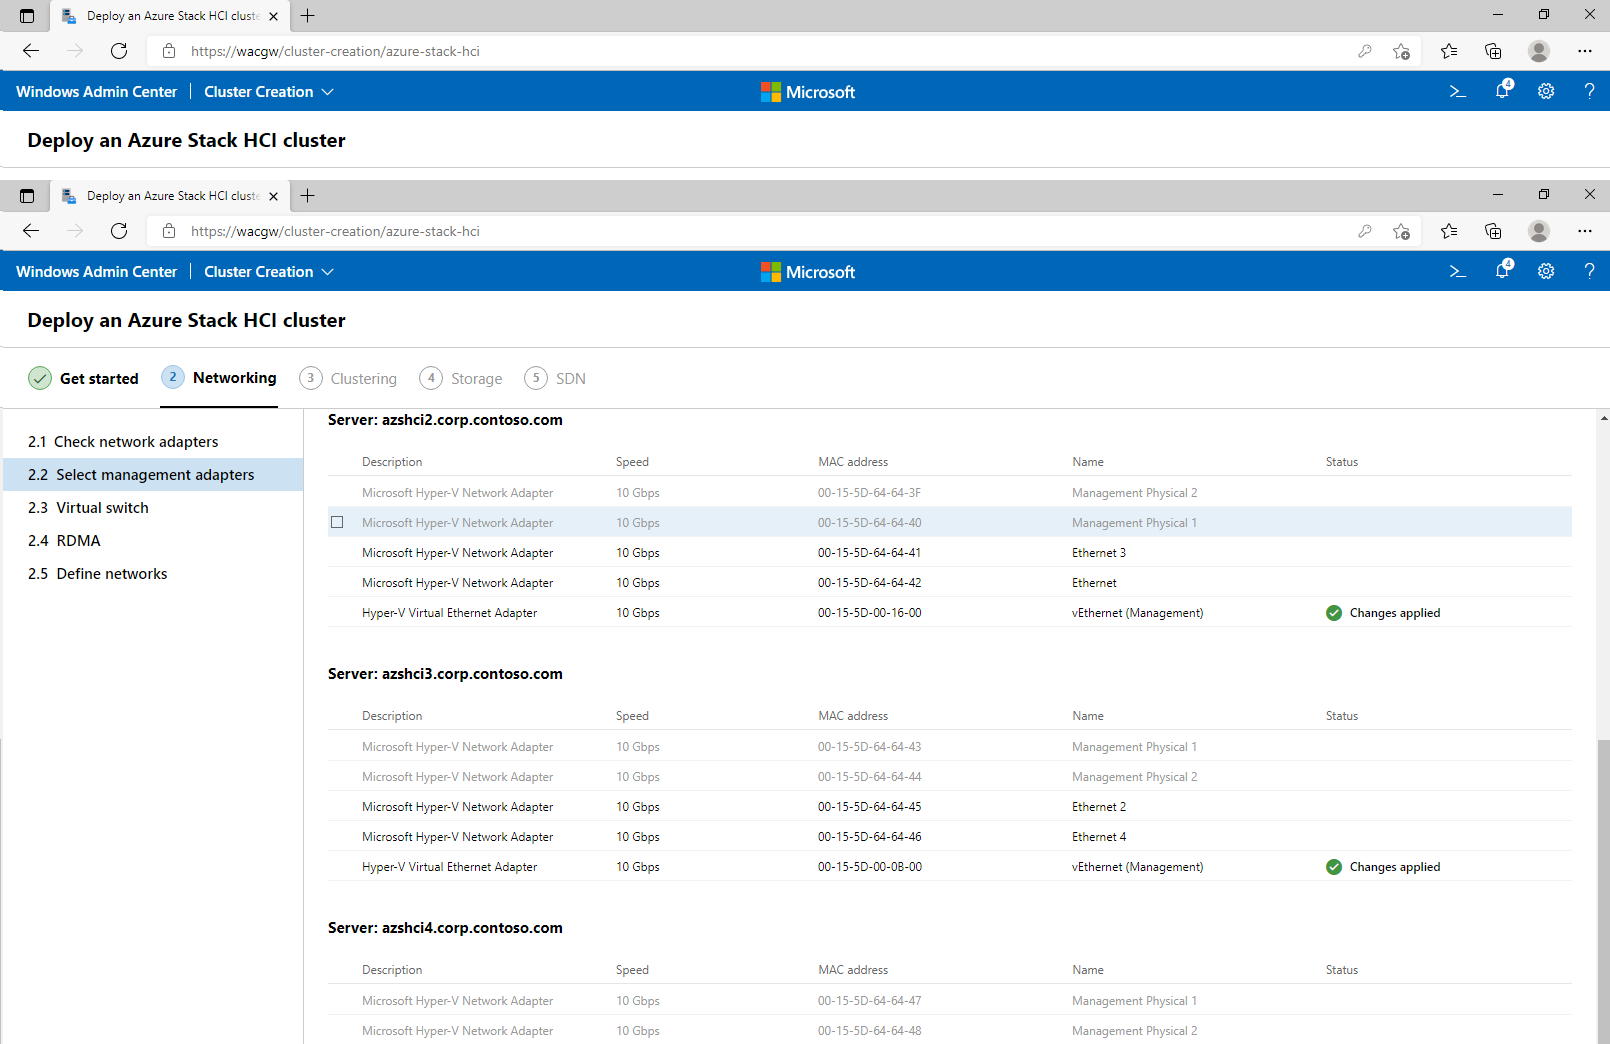 Deploy an Azure Stack HCI cluste
https://wacgw/cluster-creation/azure-stack-hci
Windows Admin Center Cluster Creation Microsoft 4 ?
Deploy an Azure Stack HCI cluster
Deploy an Azure Stack HCI cluste
https://wacgw/cluster-creation/azure-stack-hci
Windows Admin Center Cluster Creation Microsoft 4 ?
Deploy an Azure Stack HCI cluster
Get started 2 Networking 3 Clustering 4 Storage 5 SDN
2.1 Check network adapters
2.2 Select management adapters
2.3 Virtual switch
2.4 RDMA
2.5 Define networks
Server: azshci2.corp.contoso.com
Description Speed MAC address Name Status
Microsoft Hyper-V Network Adapter 10 Gbps 00-15-5D-64-64-3F Management Physical 2
Microsoft Hyper-V Network Adapter 10 Gbps 00-15-5D-64-64-40 Management Physical 1
Microsoft Hyper-V Network Adapter 10 Gbps 00-15-5D-64-64-41 Ethernet 3
Microsoft Hyper-V Network Adapter 10 Gbps 00-15-5D-64-64-42 Ethernet
Hyper-V Virtual Ethernet Adapter 10 Gbps 00-15-5D-00-16-00 vEthernet (Management) Changes applied
Server: azshci3.corp.contoso.com
Description Speed MAC address Name Status
Microsoft Hyper-V Network Adapter 10 Gbps 00-15-5D-64-64-43 Management Physical 1
Microsoft Hyper-V Network Adapter 10 Gbps 00-15-5D-64-64-44 Management Physical 2
Microsoft Hyper-V Network Adapter 10 Gbps 00-15-5D-64-64-45 Ethernet 2
Microsoft Hyper-V Network Adapter 10 Gbps 00-15-5D-64-64-46 Ethernet 4
Hyper-V Virtual Ethernet Adapter 10 Gbps 00-15-5D-00-0B-00 vEthernet (Management) Changes applied
Server: azshci4.corp.contoso.com
Description Speed MAC address Name Status
Microsoft Hyper-V Network Adapter 10 Gbps 00-15-5D-64-64-47 Management Physical 1
Microsoft Hyper-V Network Adapter 10 Gbps 00-15-5D-64-64-48 Management Physical 2